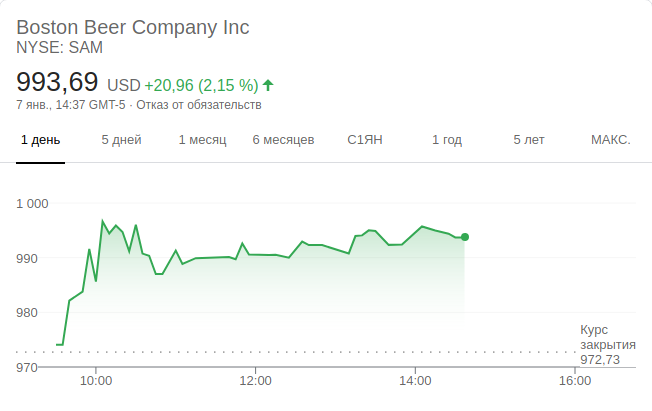 Boston Beer Company Inc
NYSE: SAM
993,69 USD +20,96 (2,15 %)
7 янв., 14:37 GMT-5 · Отказ от обязательств
1 день 5 дней 1 месяц 6 месяцев С1ЯН 1 год 5 лет МАКС.
1 000
990
980
970
Курс
закрытия
972,73
10:00 12:00 14:00 16:00